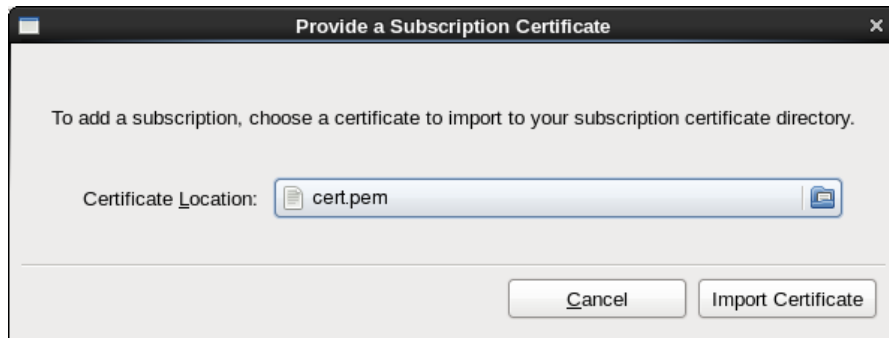 Provide a Subscription Certificate
To add a subscription, choose a certificate to import to your subscription certificate directory.
Certificate Location: cert.pem
Cancel Import Certificate